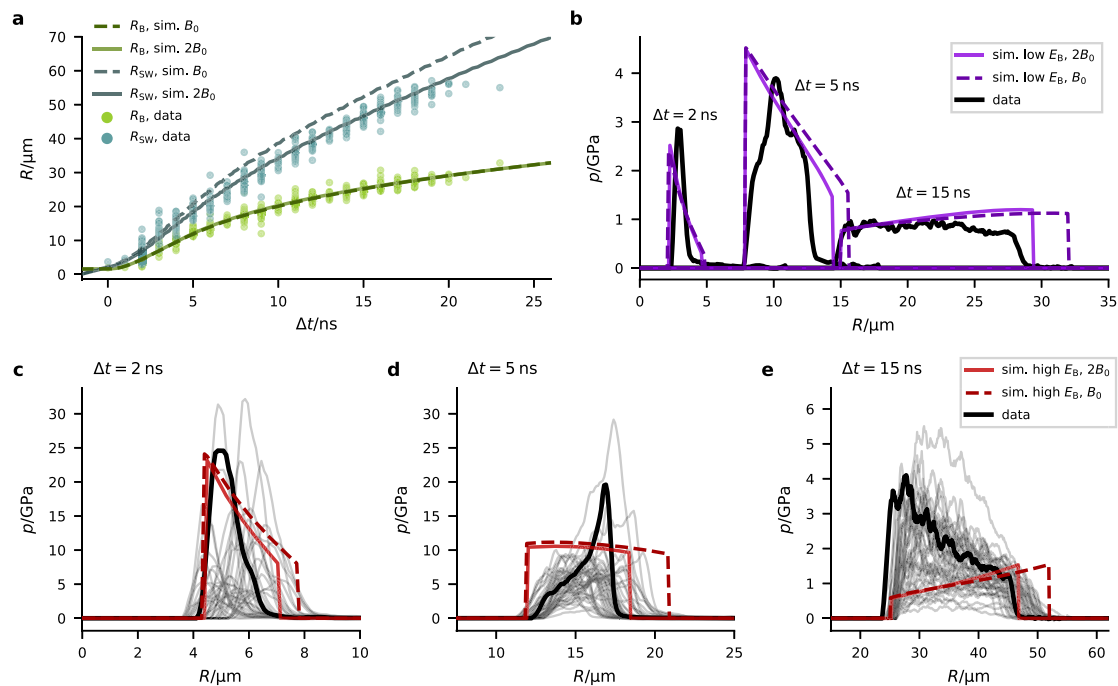 a
R_B, sim. B_0
R_B, sim. 2B_0
R_SW, sim. B_0
R_SW, sim. 2B_0
R_B, data
R_SW, data
R/μm
70
60
50
40
30
20
10
0
0 5 10 15 20 25
Δt/ns
b
sim. low E_B, 2B_0
sim. low E_B, B_0
data
Δt = 2 ns
Δt = 5 ns
Δt = 15 ns
p/GPa
4
3
2
1
0
0 5 10 15 20 25 30 35
R/μm
c
Δt = 2 ns
p/GPa
30
25
20
15
10
5
0
0 2 4 6 8 10
R/μm
d
Δt = 5 ns
p/GPa
30
25
20
15
10
5
0
10 15 20 25
R/μm
e
Δt = 15 ns
sim. high E_B, 2B_0
sim. high E_B, B_0
data
p/GPa
6
5
4
3
2
1
0
20 30 40 50 60
R/μm